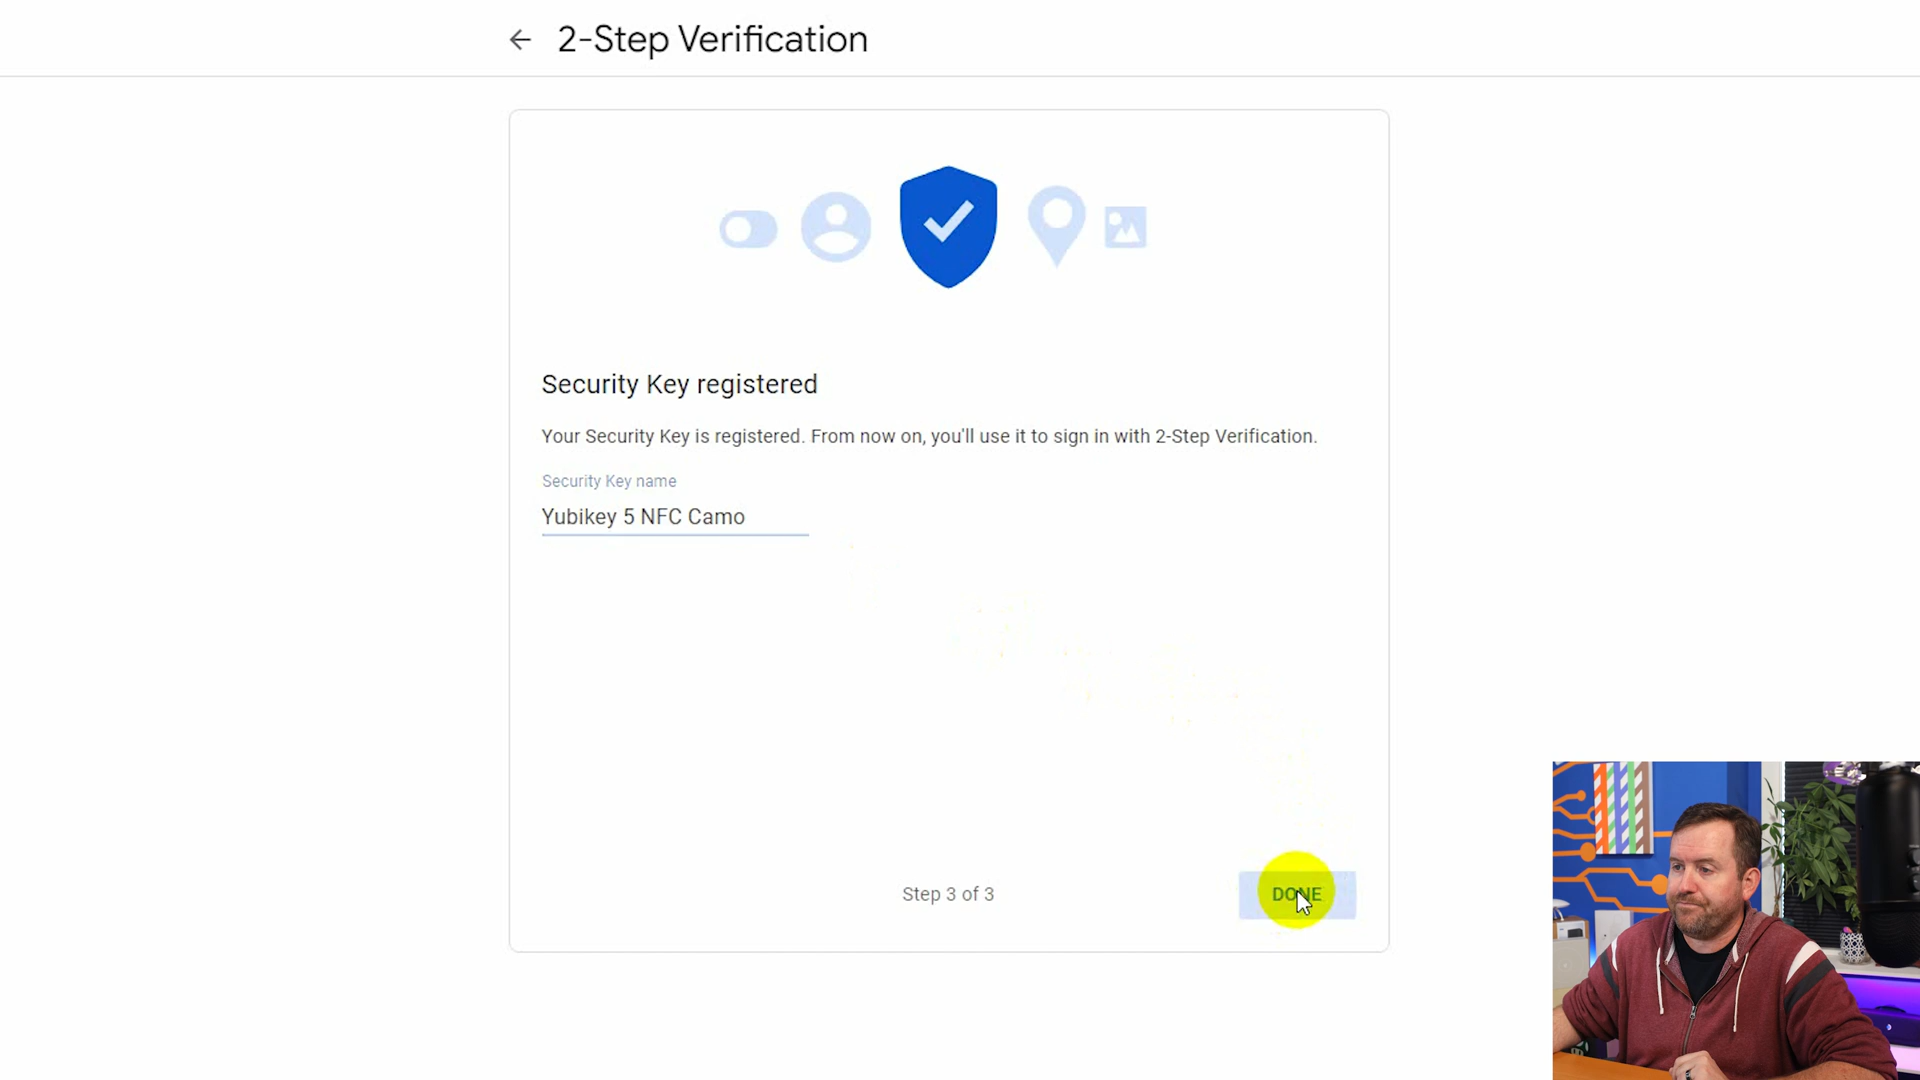 2-Step Verification
Security Key registered
Your Security Key is registered. From now on, you'll use it to sign in with 2-Step Verification.
Security Key name
Yubikey 5 NFC Camo
Step 3 of 3
DONE